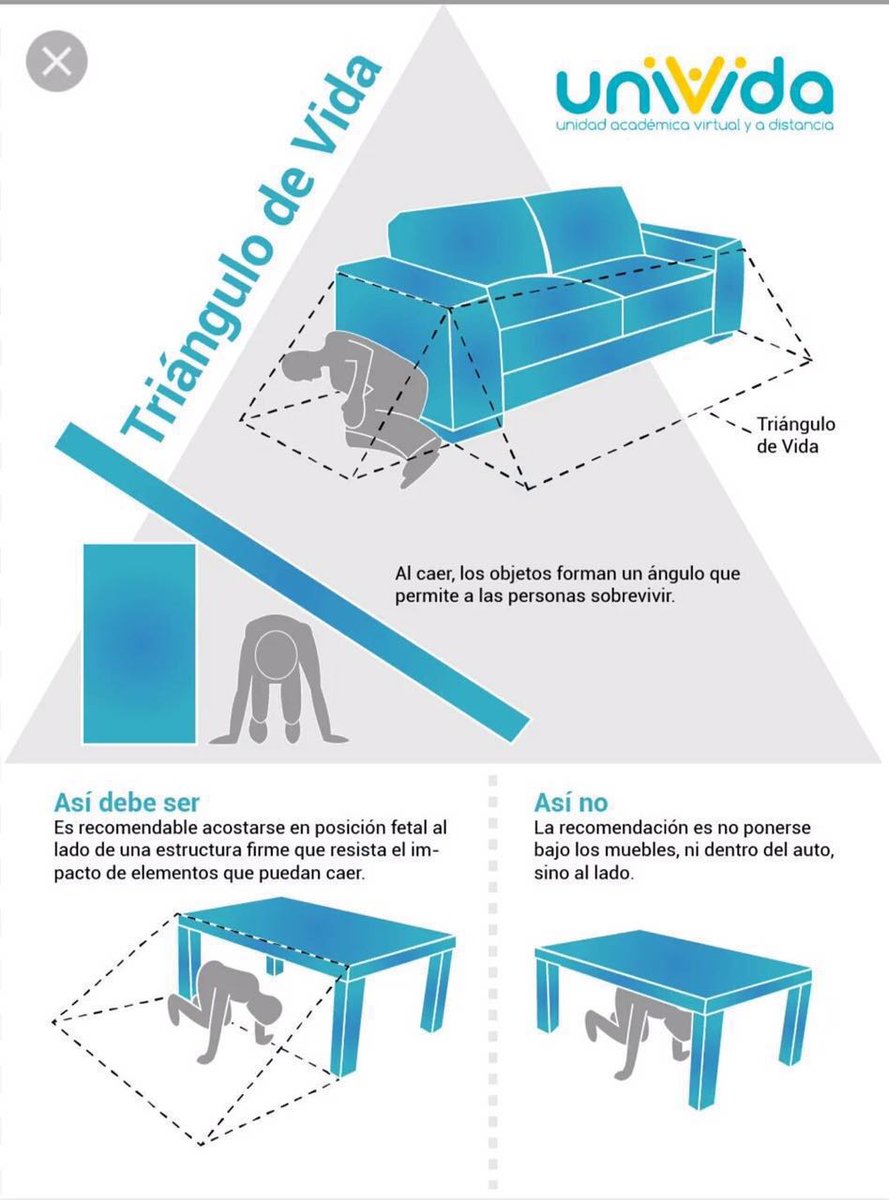 univida
unidad académica virtual y a distancia
Triángulo de Vida
Triángulo
de Vida
Al caer, los objetos forman un ángulo que
permite a las personas sobrevivir.
Así debe ser
Es recomendable acostarse en posición fetal al
lado de una estructura firme que resista el im-
pacto de elementos que puedan caer.
Así no
La recomendación es no ponerse
bajo los muebles, ni dentro del auto,
sino al lado.